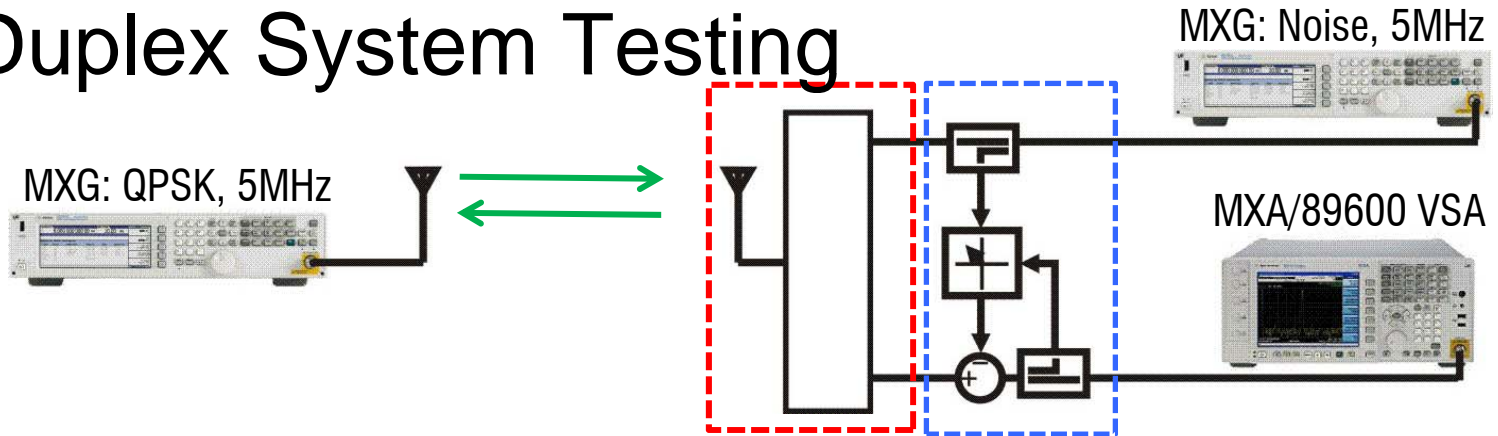 Duplex System Testing
MXG: Noise, 5MHz
MXG: QPSK, 5MHz
MXA/89600 VSA